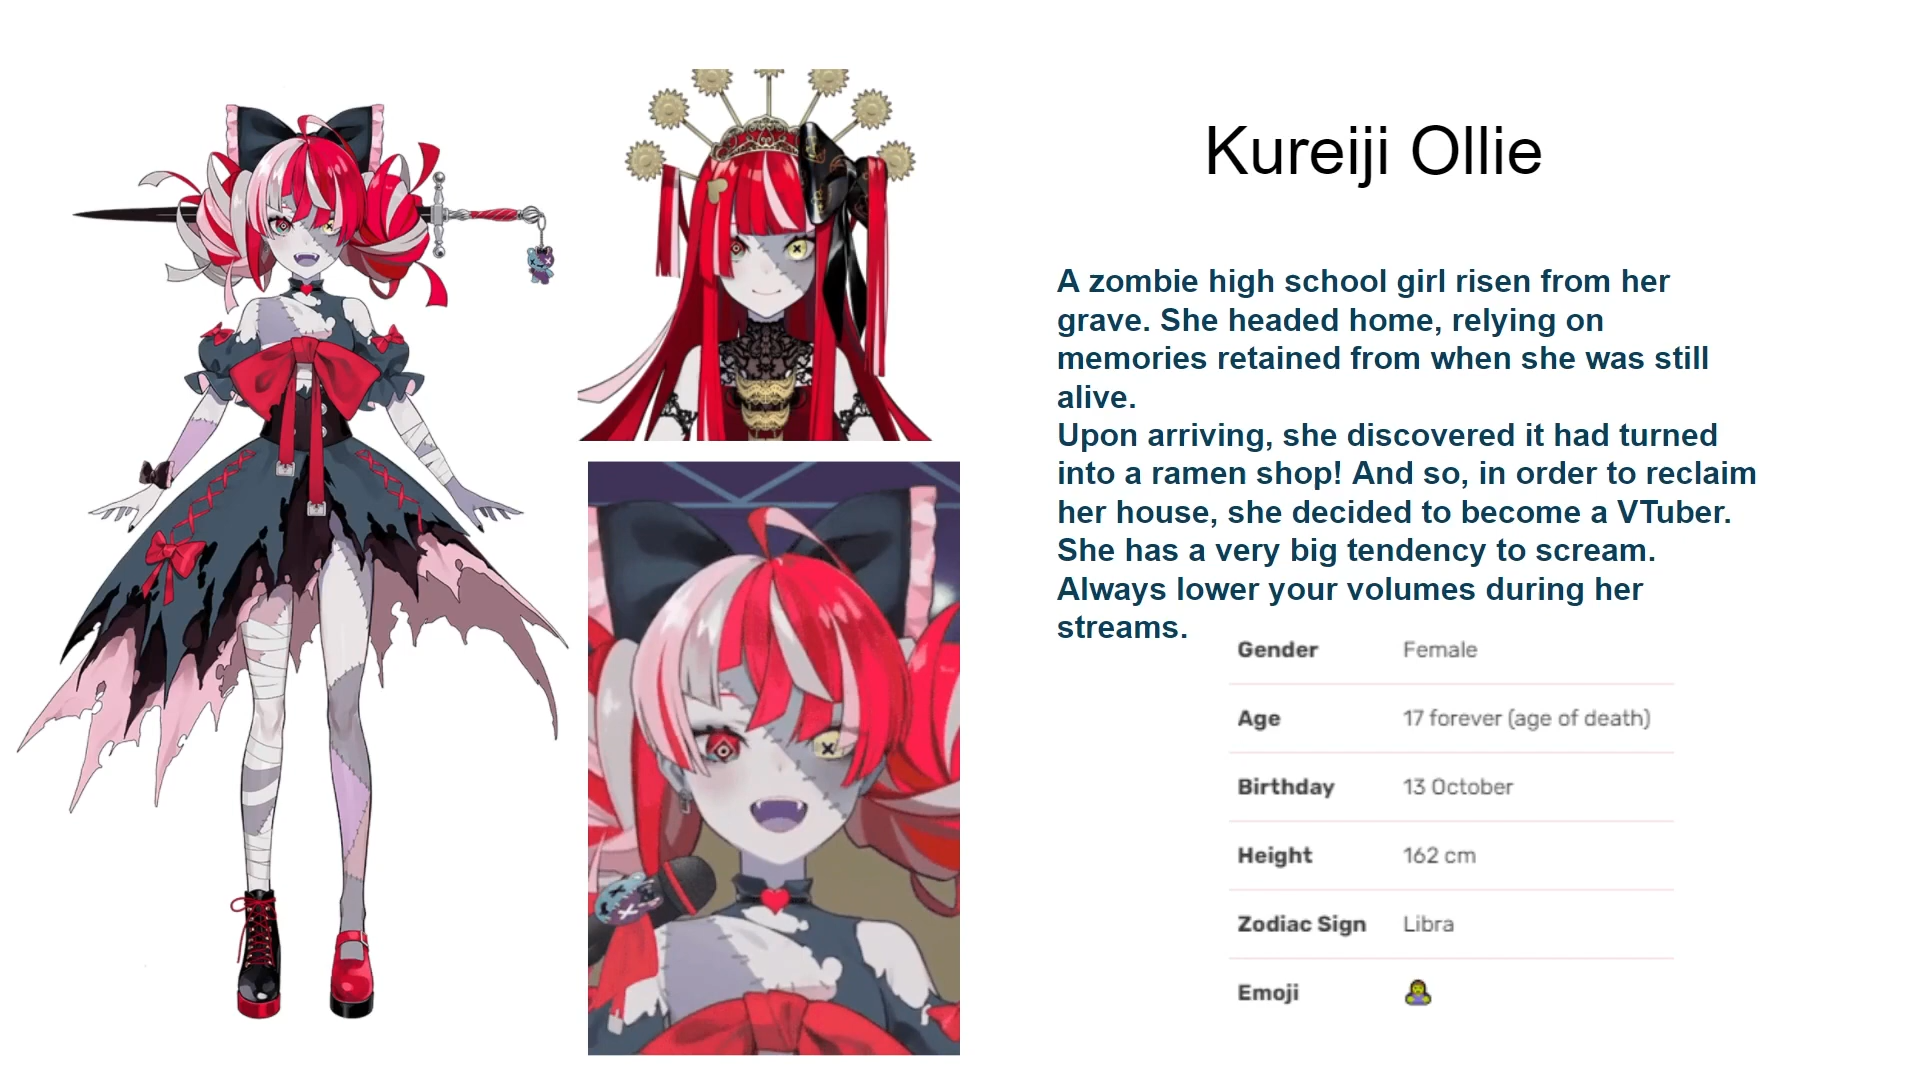 Kureiji Ollie
A zombie high school girl risen from her
grave. She headed home, relying on
memories retained from when she was still
alive.
Upon arriving, she discovered it had turned
into a ramen shop! And so, in order to reclaim
her house, she decided to become a VTuber.
She has a very big tendency to scream.
Always lower your volumes during her
streams.
Gender Female
Age 17 forever (age of death)
Birthday 13 October
Height 162 cm
Zodiac Sign Libra
Emoji 🧟‍♀️